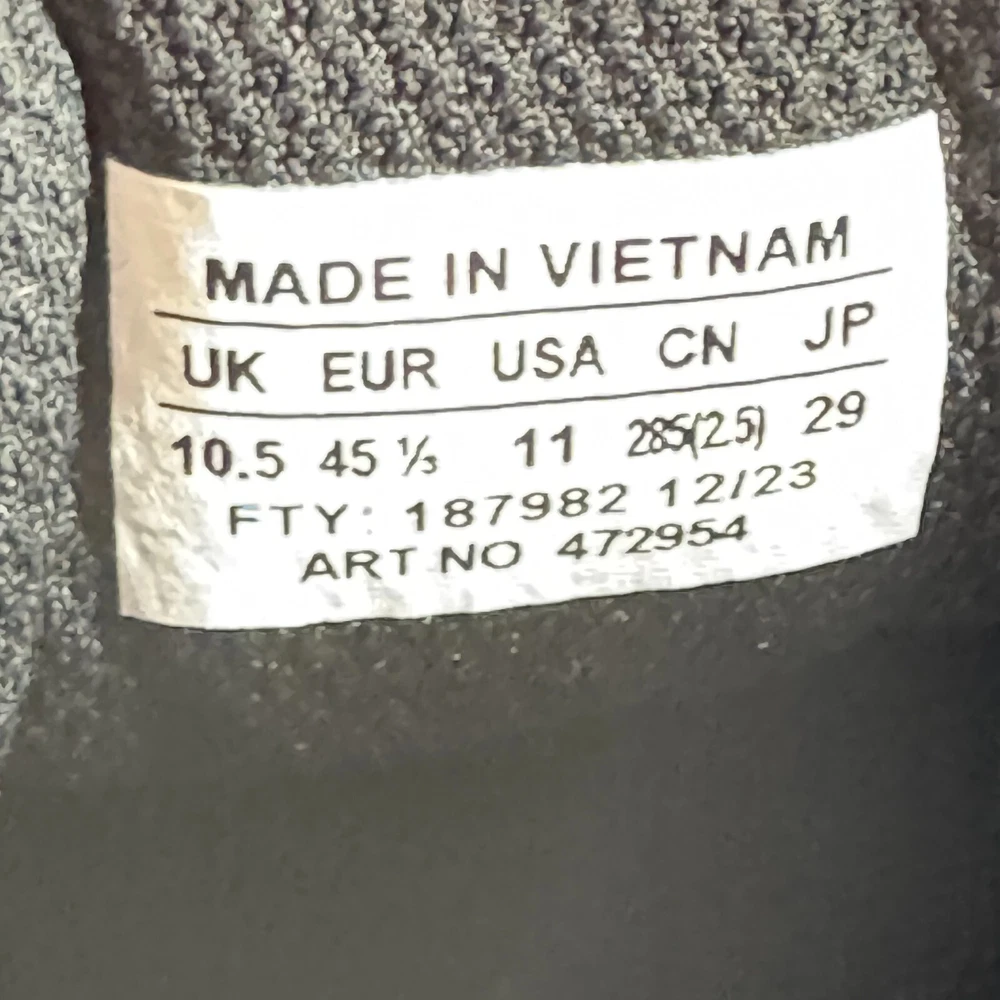 MADE IN VIETNAM
UK EUR USA CN JP
10.5 45 ⅓ 11 285(2.5) 29
FTY: 187982 12/23
ART NO 472954